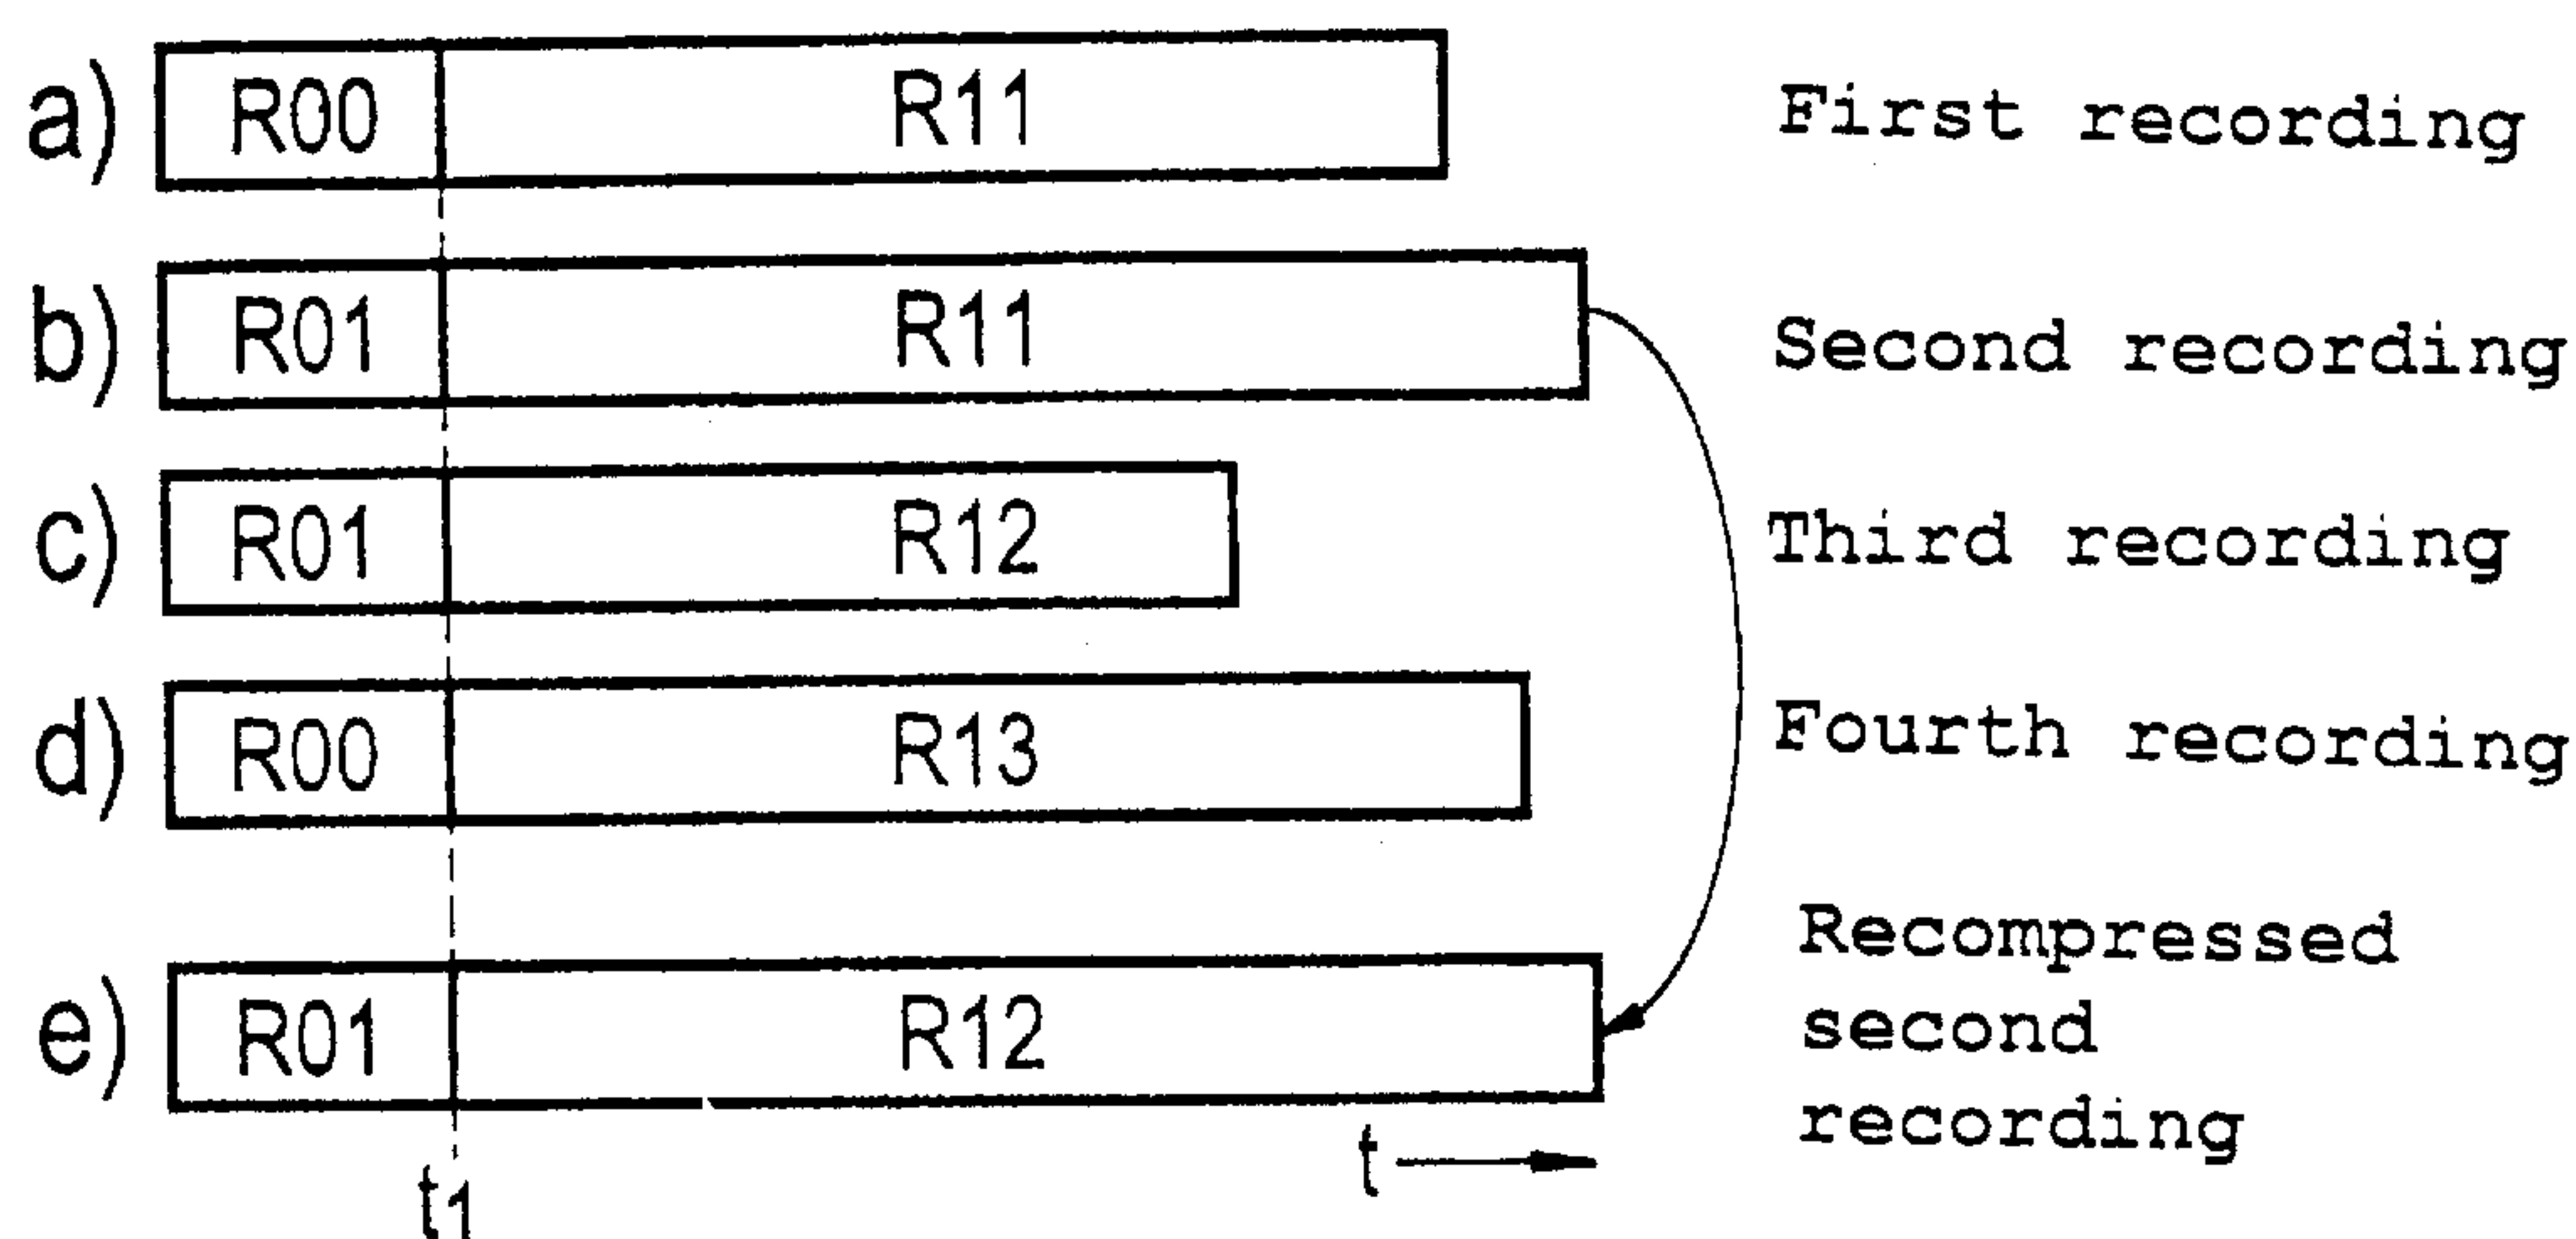 a) R00 R11 First recording
b) R01 R11 Second recording
c) R01 R12 Third recording
d) R00 R13 Fourth recording
e) R01 R12 Recompressed
second
recording
t
t1